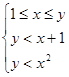 1 ≤ x ≤ y
y < x + 1
y < x²